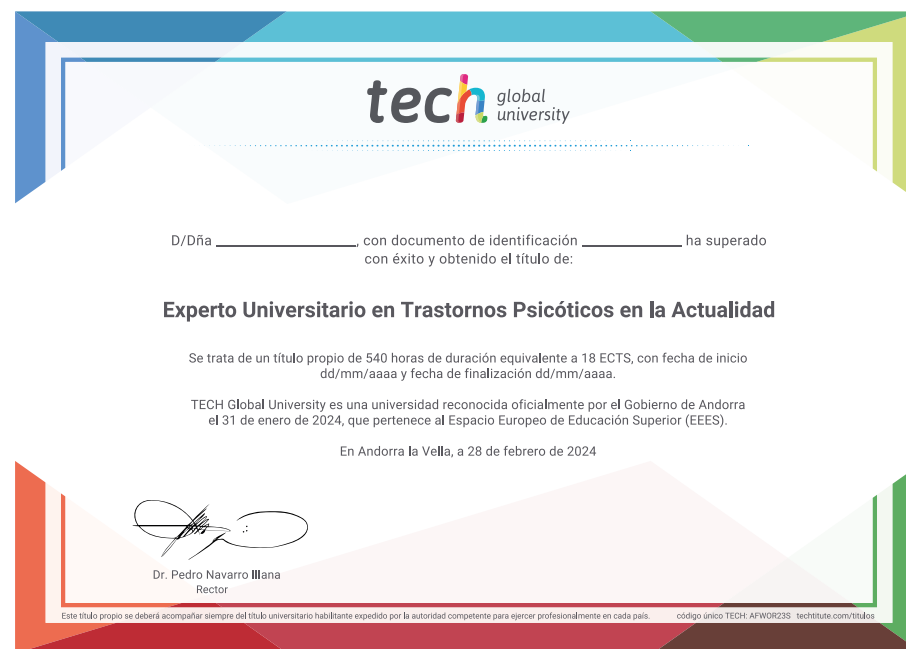 tech global university
D/Dña ____________________, con documento de identificación ______________ ha superado
con éxito y obtenido el título de:
Experto Universitario en Trastornos Psicóticos en la Actualidad
Se trata de un título propio de 540 horas de duración equivalente a 18 ECTS, con fecha de inicio
dd/mm/aaaa y fecha de finalización dd/mm/aaaa.
TECH Global University es una universidad reconocida oficialmente por el Gobierno de Andorra
el 31 de enero de 2024, que pertenece al Espacio Europeo de Educación Superior (EEES).
En Andorra la Vella, a 28 de febrero de 2024
Dr. Pedro Navarro Illana
Rector
Este título propio se deberá acompañar siempre del título universitario habilitante expedido por la autoridad competente para ejercer profesionalmente en cada país. código único TECH: AFWOR23S techtitute.com/titulos